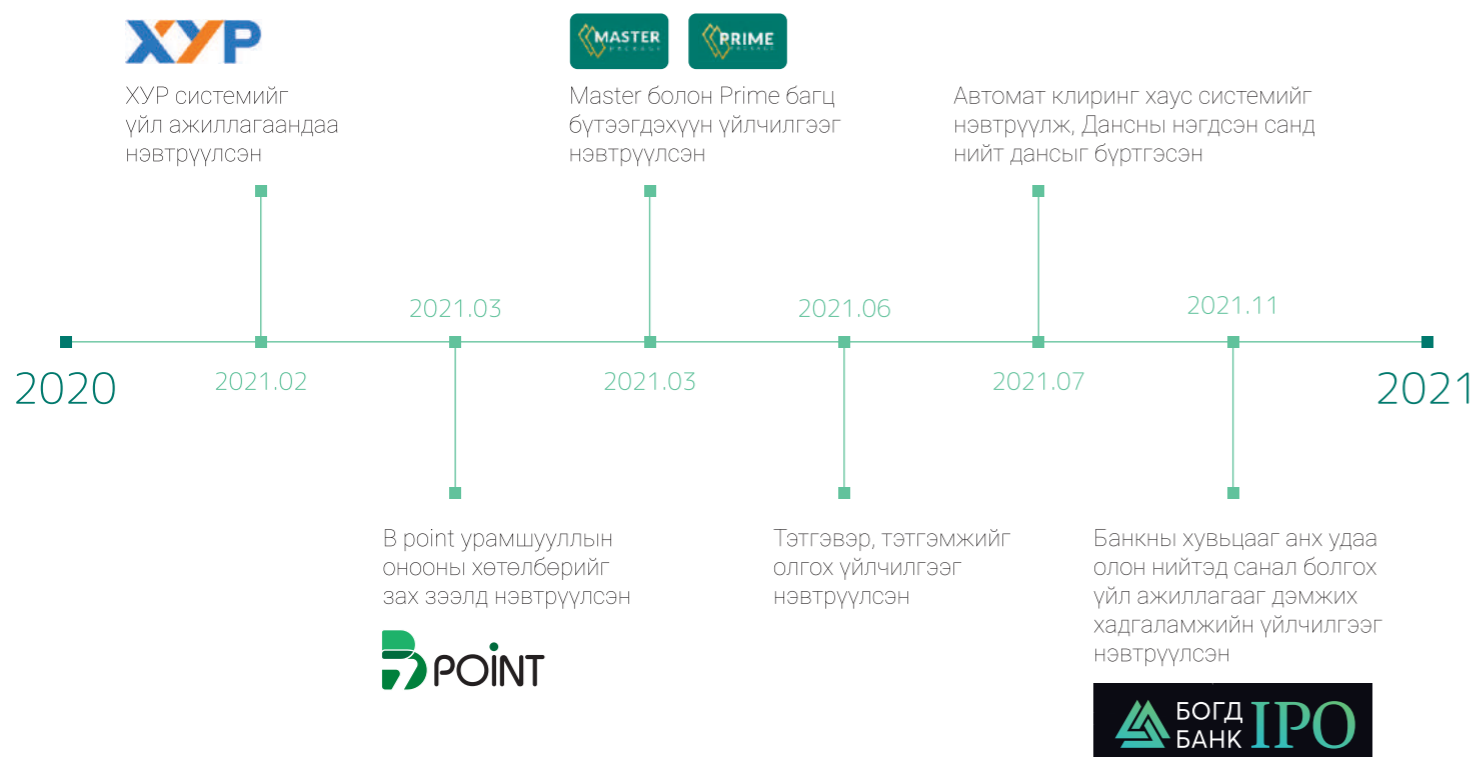 ХУР
MASTER
PACKAGE
PRIME
PACKAGE
ХУР системийг
үйл ажиллагаандаа
нэвтрүүлсэн
Master болон Prime багц
бүтээгдэхүүн үйлчилгээг
нэвтрүүлсэн
Автомат клиринг хаус системийг
нэвтрүүлж, Дансны нэгдсэн санд
нийт дансыг бүртгэсэн
2021.03
2021.06
2021.11
2020
2021.02
2021.03
2021.07
2021
B point урамшууллын
онооны хөтөлбөрийг
зах зээлд нэвтрүүлсэн
B POINT
Тэтгэвэр, тэтгэмжийг
олгох үйлчилгээг
нэвтрүүлсэн
Банкны хувьцааг анх удаа
олон нийтэд санал болгох
үйл ажиллагааг дэмжих
хадгаламжийн үйлчилгээг
нэвтрүүлсэн
БОГД
БАНК IPO